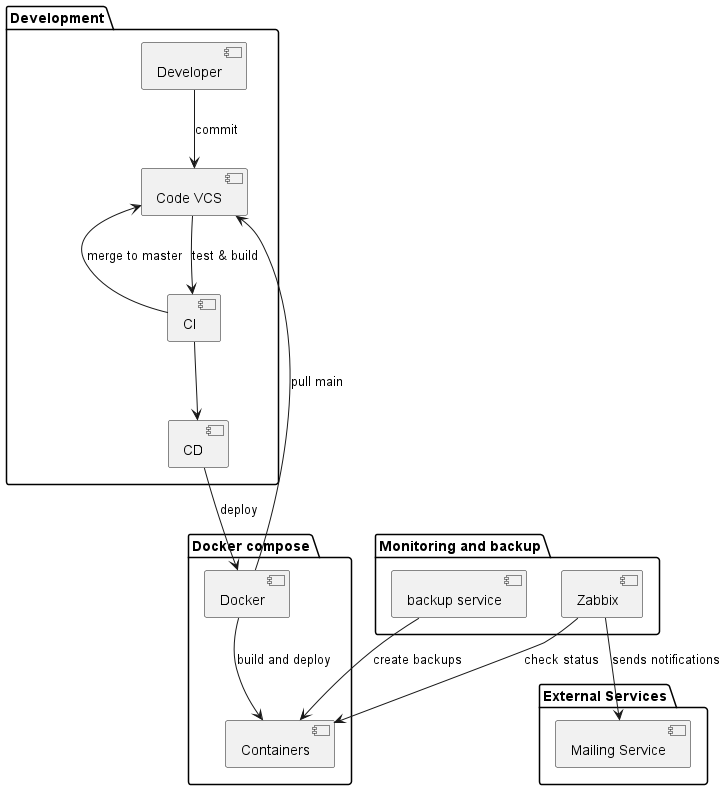 Development
Developer
commit
Code VCS
merge to master
test & build
CI
pull main
CD
deploy
Docker compose
Monitoring and backup
Docker
backup service
Zabbix
build and deploy
create backups
check status
sends notifications
External Services
Containers
Mailing Service